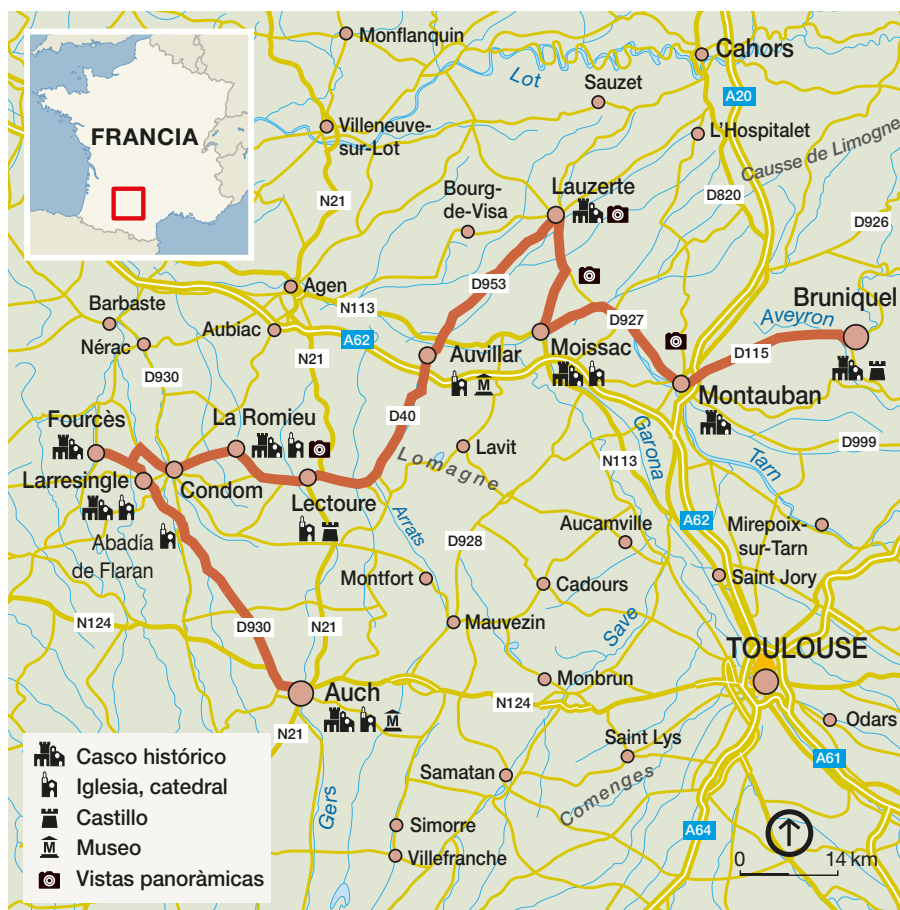 Monflanquin
Cahors
Lot
Sauzet
A20
FRANCIA
Villeneuve-
sur-Lot
L'Hospitalet
Causse de Limogne
Bourg-
de-Visa
Lauzerte
N21
D820
D926
D953
Agen
Bruniquel
Barbaste
N113
Aveyron
D927
Aubiac
A62
Nérac
N21
Auvillar
Moissac
D115
D930
Montauban
La Romieu
D40
Fourcès
Garona
D999
Lavit
Lomagne
Tarn
N113
Larresingle
Condom
Lectoure
Arrats
Aucamville
A62
Mirepoix-
sur-Tarn
Abadía
de Flaran
D928
Montfort
Cadours
Saint Jory
N124
D930
N21
Mauvezin
Save
TOULOUSE
Monbrun
Auch
N124
Odars
N21
Saint Lys
A61
Casco histórico
Samatan
Comenges
Iglesia, catedral
Gers
Castillo
Simorre
A64
M
Museo
Villefranche
0
14 km
Vistas panoràmicas
M
M